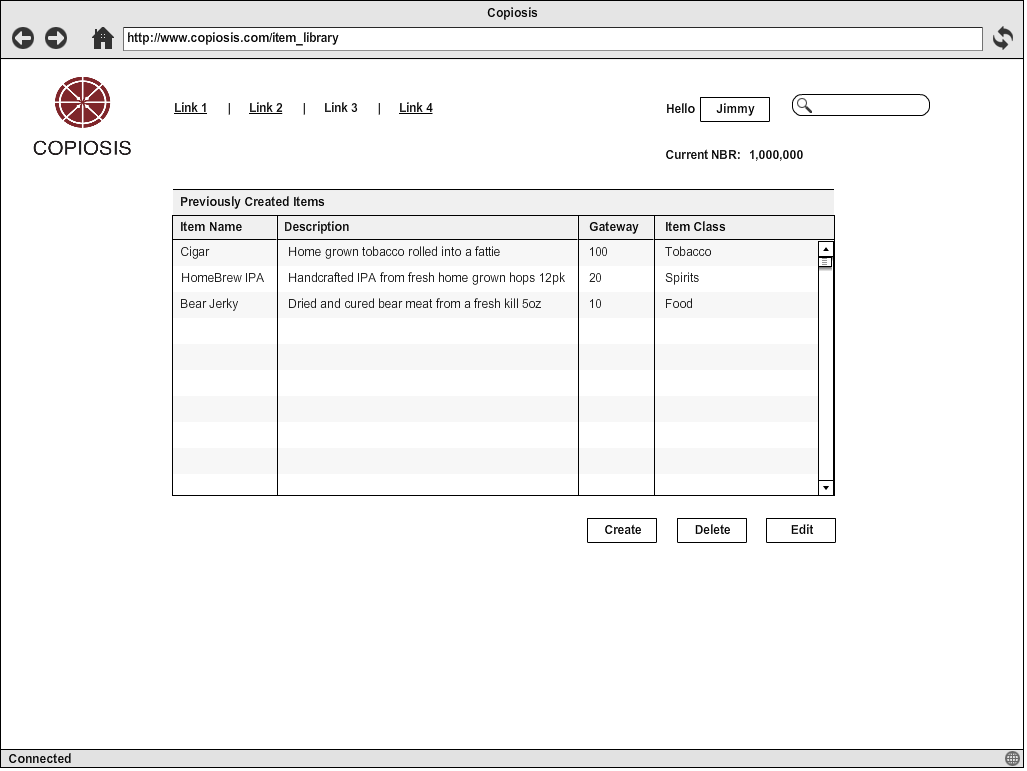 Copiosis
http://www.copiosis.com/item_library
Link 1 | Link 2 | Link 3 | Link 4
Hello Jimmy
COPIOSIS
Current NBR: 1,000,000
Previously Created Items
Item Name Description Gateway Item Class
Cigar Home grown tobacco rolled into a fattie 100 Tobacco
HomeBrew IPA Handcrafted IPA from fresh home grown hops 12pk 20 Spirits
Bear Jerky Dried and cured bear meat from a fresh kill 5oz 10 Food
Create Delete Edit
Connected